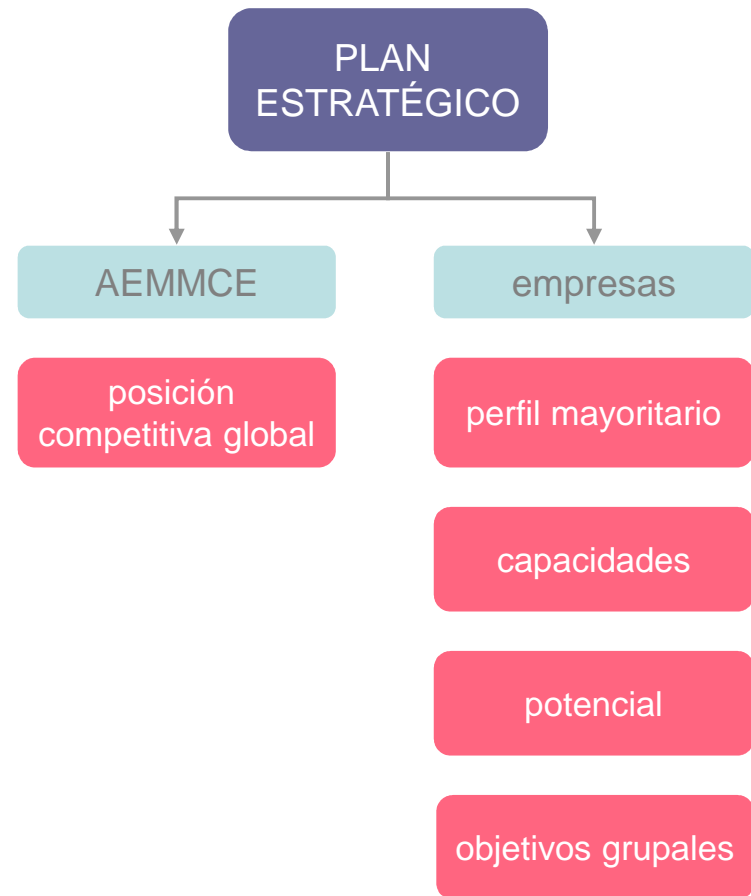 PLAN
ESTRATÉGICO
AEMMCE
empresas
posición
competitiva global
perfil mayoritario
capacidades
potencial
objetivos grupales